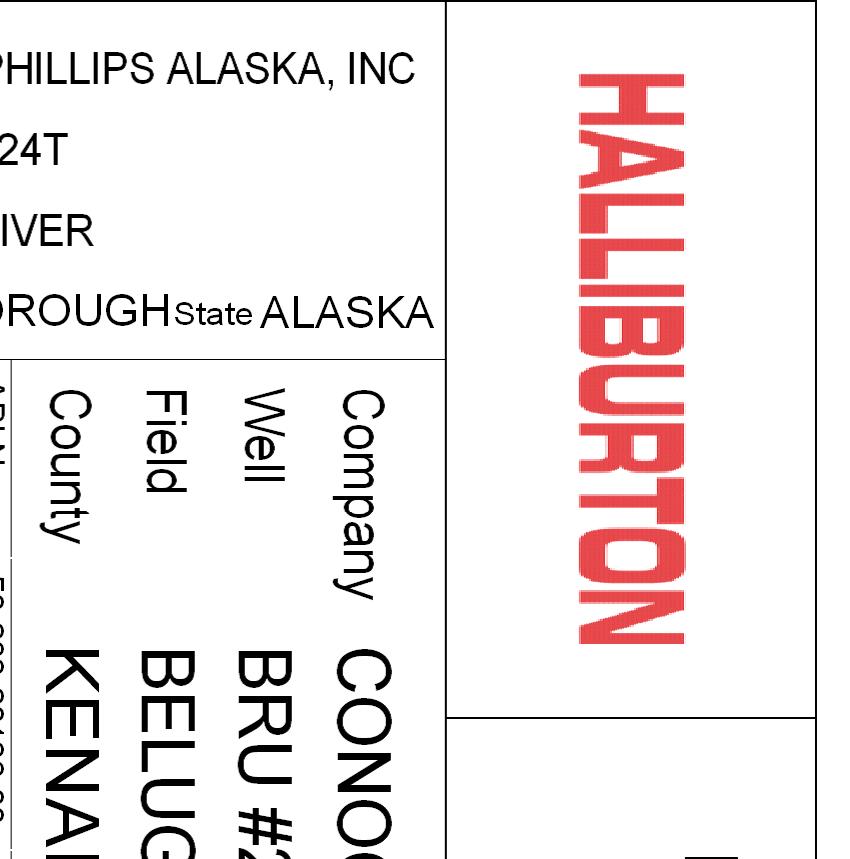 PHILLIPS ALASKA, INC
24T
IVER
OROUGH State ALASKA
HALLIBURTON
Company CONOC
Well BRU #2
Field BELUG
County KENAI